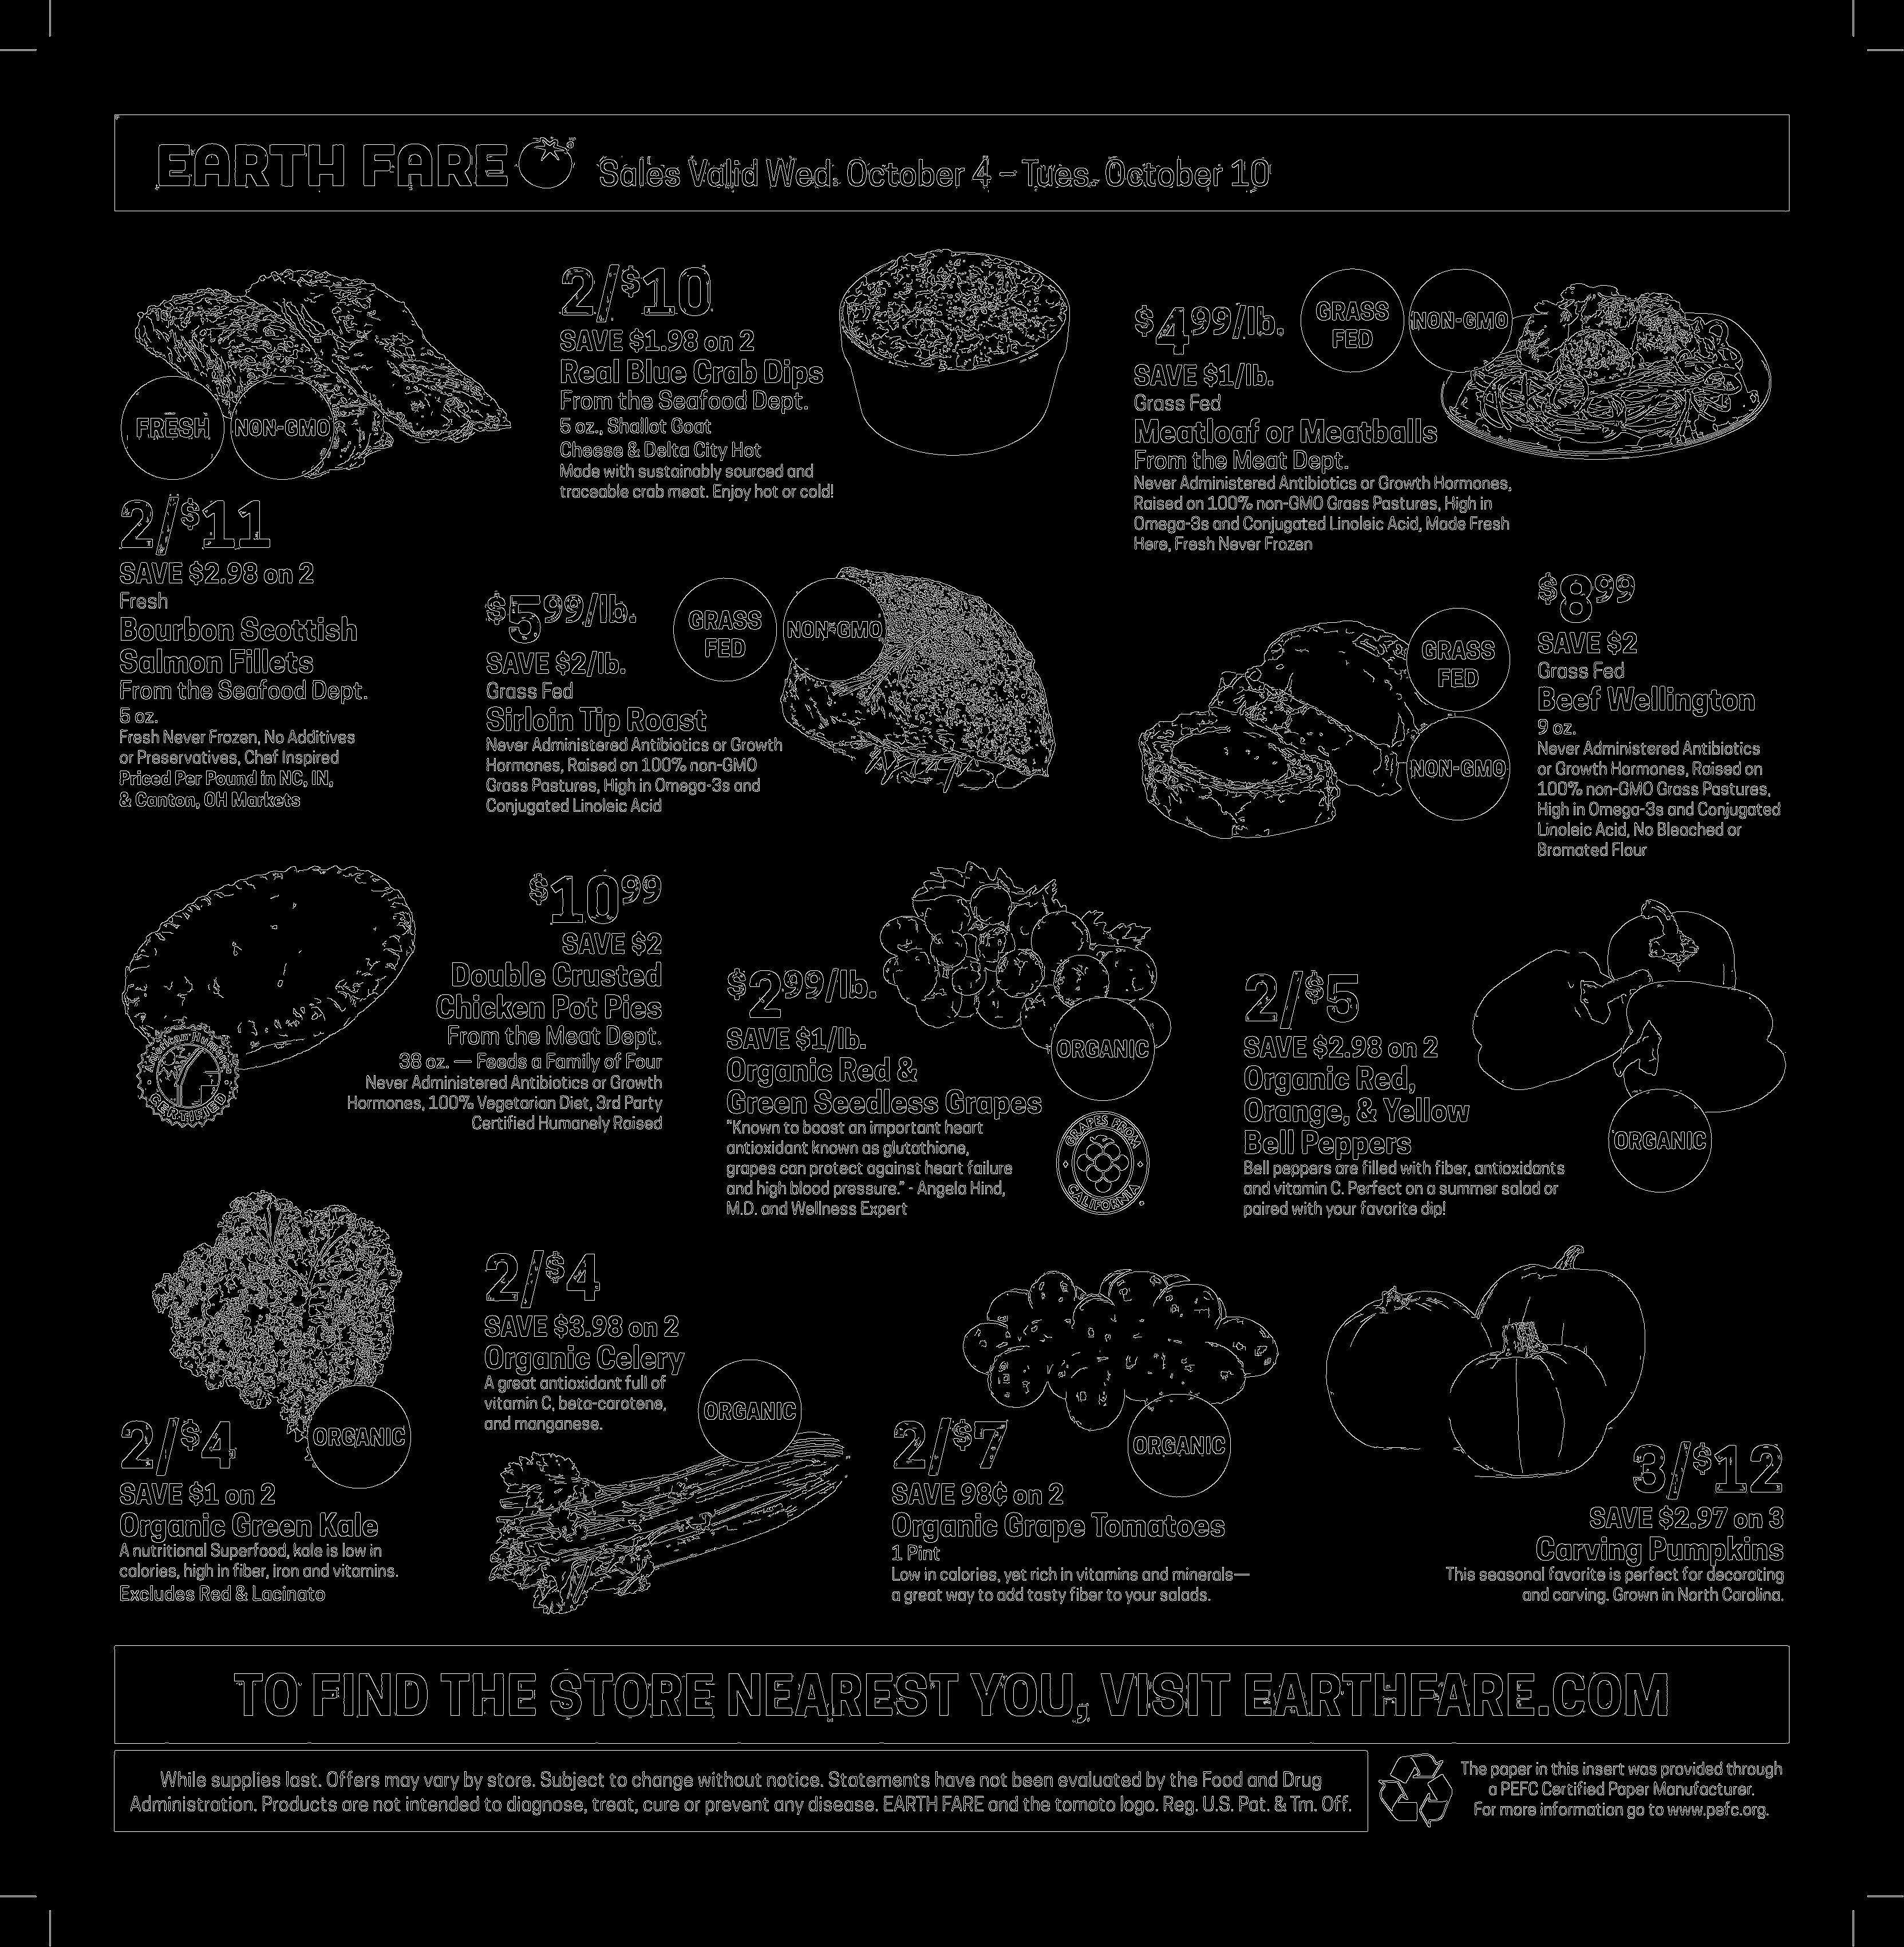 EARTH FARE
Sales Valid Wed. October 4 – Tues. October 10
FRESH
NON-GMO
2/$11
SAVE $2.98 on 2
Fresh
Bourbon Scottish
Salmon Fillets
From the Seafood Dept.
5 oz.
Fresh Never Frozen, No Additives
or Preservatives, Chef Inspired
Priced Per Pound in NC, IN,
& Canton, OH Markets
2/$10
SAVE $1.98 on 2
Real Blue Crab Dips
From the Seafood Dept.
5 oz., Shallot Goat
Cheese & Delta City Hot
Made with sustainably sourced and
traceable crab meat. Enjoy hot or cold!
$4.99/lb.
GRASS
FED
NON-GMO
SAVE $1/lb.
Grass Fed
Meatloaf or Meatballs
From the Meat Dept.
Never Administered Antibiotics or Growth Hormones,
Raised on 100% non-GMO Grass Pastures, High in
Omega-3s and Conjugated Linoleic Acid, Made Fresh
Here, Fresh Never Frozen
$5.99/lb.
GRASS
FED
NON-GMO
SAVE $2/lb.
Grass Fed
Sirloin Tip Roast
Never Administered Antibiotics or Growth
Hormones, Raised on 100% non-GMO
Grass Pastures, High in Omega-3s and
Conjugated Linoleic Acid
GRASS
FED
NON-GMO
$8.99
SAVE $2
Grass Fed
Beef Wellington
9 oz.
Never Administered Antibiotics
or Growth Hormones, Raised on
100% non-GMO Grass Pastures,
High in Omega-3s and Conjugated
Linoleic Acid, No Bleached or
Bromated Flour
American Humane
CERTIFIED
$10.99
SAVE $2
Double Crusted
Chicken Pot Pies
From the Meat Dept.
38 oz. — Feeds a Family of Four
Never Administered Antibiotics or Growth
Hormones, 100% Vegetarian Diet, 3rd Party
Certified Humanely Raised
$2.99/lb.
SAVE $1/lb.
Organic Red &
Green Seedless Grapes
"Known to boost an important heart
antioxidant known as glutathione,
grapes can protect against heart failure
and high blood pressure." - Angela Hind,
M.D. and Wellness Expert
ORGANIC
GRAPES FROM
CALIFORNIA
2/$5
SAVE $2.98 on 2
Organic Red,
Orange, & Yellow
Bell Peppers
Bell peppers are filled with fiber, antioxidants
and vitamin C. Perfect on a summer salad or
paired with your favorite dip!
ORGANIC
ORGANIC
2/$4
SAVE $1 on 2
Organic Green Kale
A nutritional Superfood, kale is low in
calories, high in fiber, iron and vitamins.
Excludes Red & Lacinato
2/$4
SAVE $3.98 on 2
Organic Celery
A great antioxidant full of
vitamin C, beta-carotene,
and manganese.
ORGANIC
ORGANIC
2/$7
SAVE 98¢ on 2
Organic Grape Tomatoes
1 Pint
Low in calories, yet rich in vitamins and minerals—
a great way to add tasty fiber to your salads.
3/$12
SAVE $2.97 on 3
Carving Pumpkins
This seasonal favorite is perfect for decorating
and carving. Grown in North Carolina.
TO FIND THE STORE NEAREST YOU, VISIT EARTHFARE.COM
While supplies last. Offers may vary by store. Subject to change without notice. Statements have not been evaluated by the Food and Drug
Administration. Products are not intended to diagnose, treat, cure or prevent any disease. EARTH FARE and the tomato logo. Reg. U.S. Pat. & Tm. Off.
The paper in this insert was provided through
a PEFC Certified Paper Manufacturer.
For more information go to www.pefc.org.